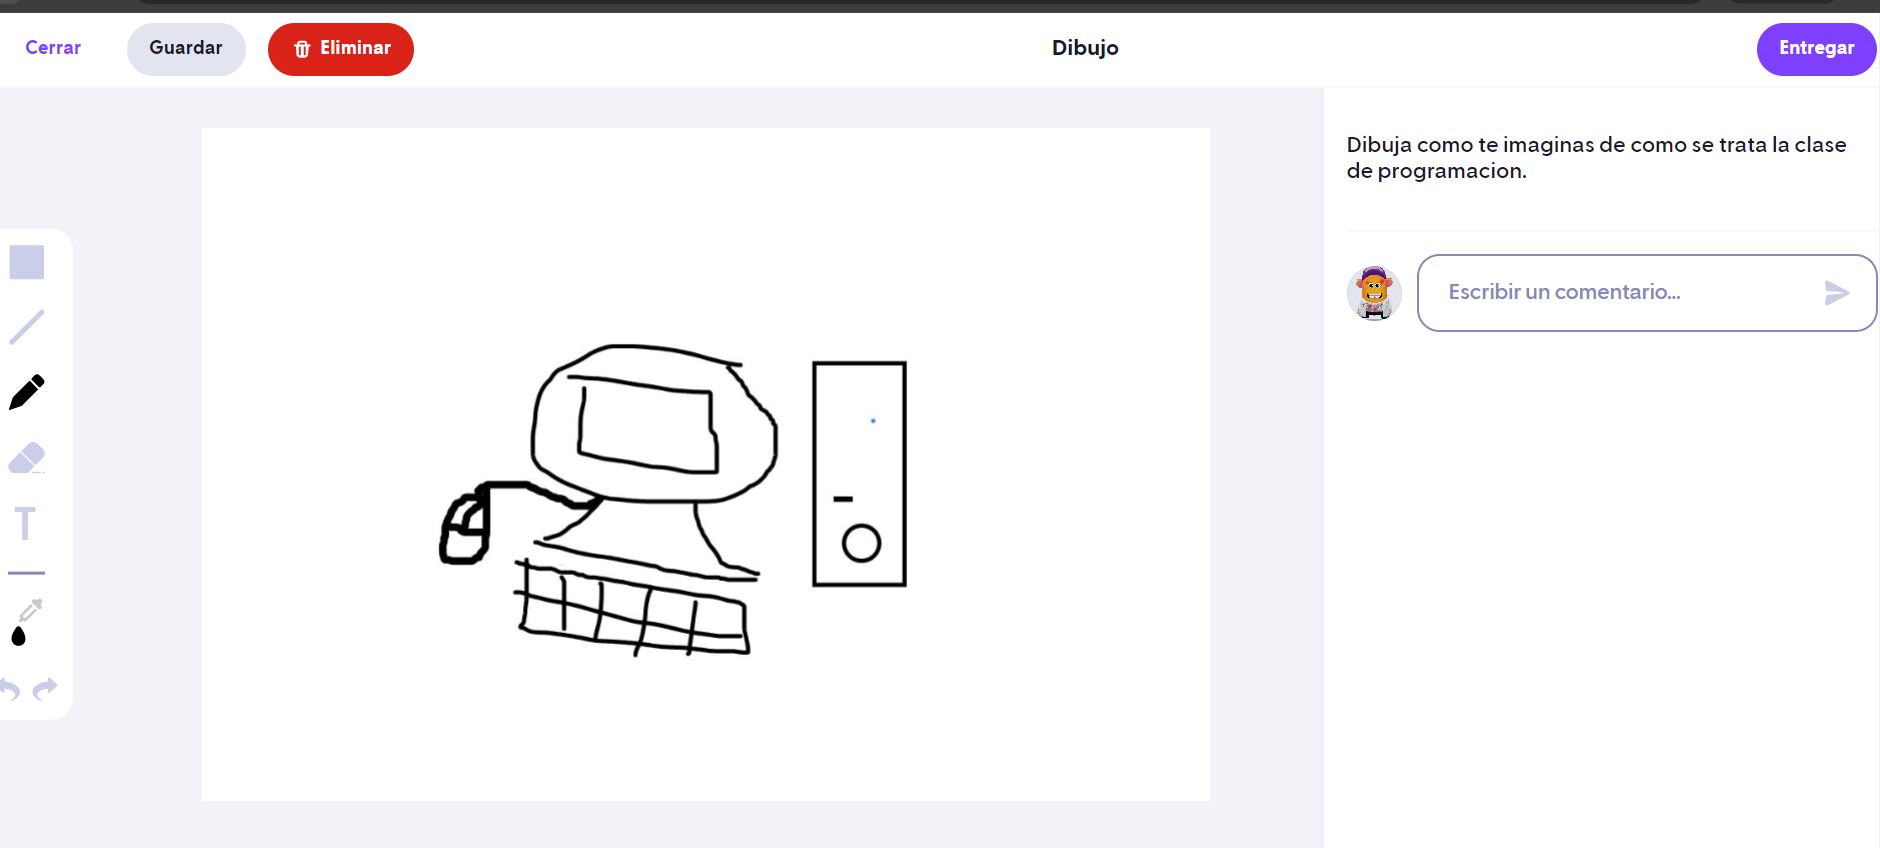 Cerrar
Guardar
Eliminar
Dibujo
Entregar
Dibuja como te imaginas de como se trata la clase
de programacion.
Escribir un comentario...
T